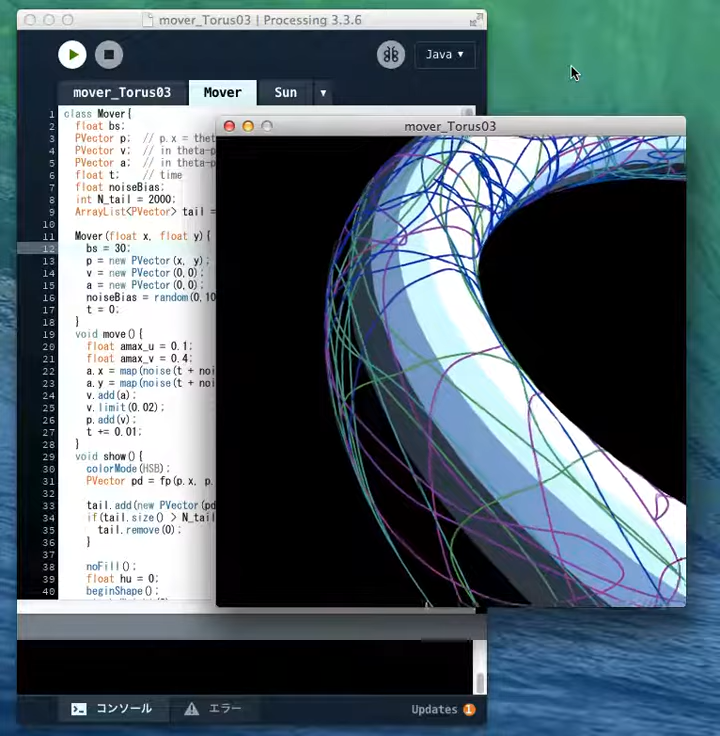 mover_Torus03 | Processing 3.3.6
Java ▼
mover_Torus03 Mover Sun ▼
mover_Torus03
1 class Mover{
2 float bs;
3 PVector p; // p.x = thet
4 PVector v; // in theta-p
5 PVector a; // in theta-p
6 float t; // time
7 float noiseBias;
8 int N_tail = 2000;
9 ArrayList<PVector> tail =
10
11 Mover(float x, float y){
12 bs = 30;
13 p = new PVector(x, y);
14 v = new PVector(0,0);
15 a = new PVector(0,0);
16 noiseBias = random(0,10
17 t = 0;
18 }
19 void move(){
20 float amax_u = 0.1;
21 float amax_v = 0.4;
22 a.x = map(noise(t + noi
23 a.y = map(noise(t + noi
24 v.add(a);
25 v.limit(0.02);
26 p.add(v);
27 t += 0.01;
28 }
29 void show(){
30 colorMode(HSB);
31 PVector pd = fp(p.x, p.
32
33 tail.add(new PVector(pd
34 if(tail.size() > N_tail
35 tail.remove(0);
36 }
37
38 noFill();
39 float hu = 0;
40 beginShape();
コンソール エラー Updates 1